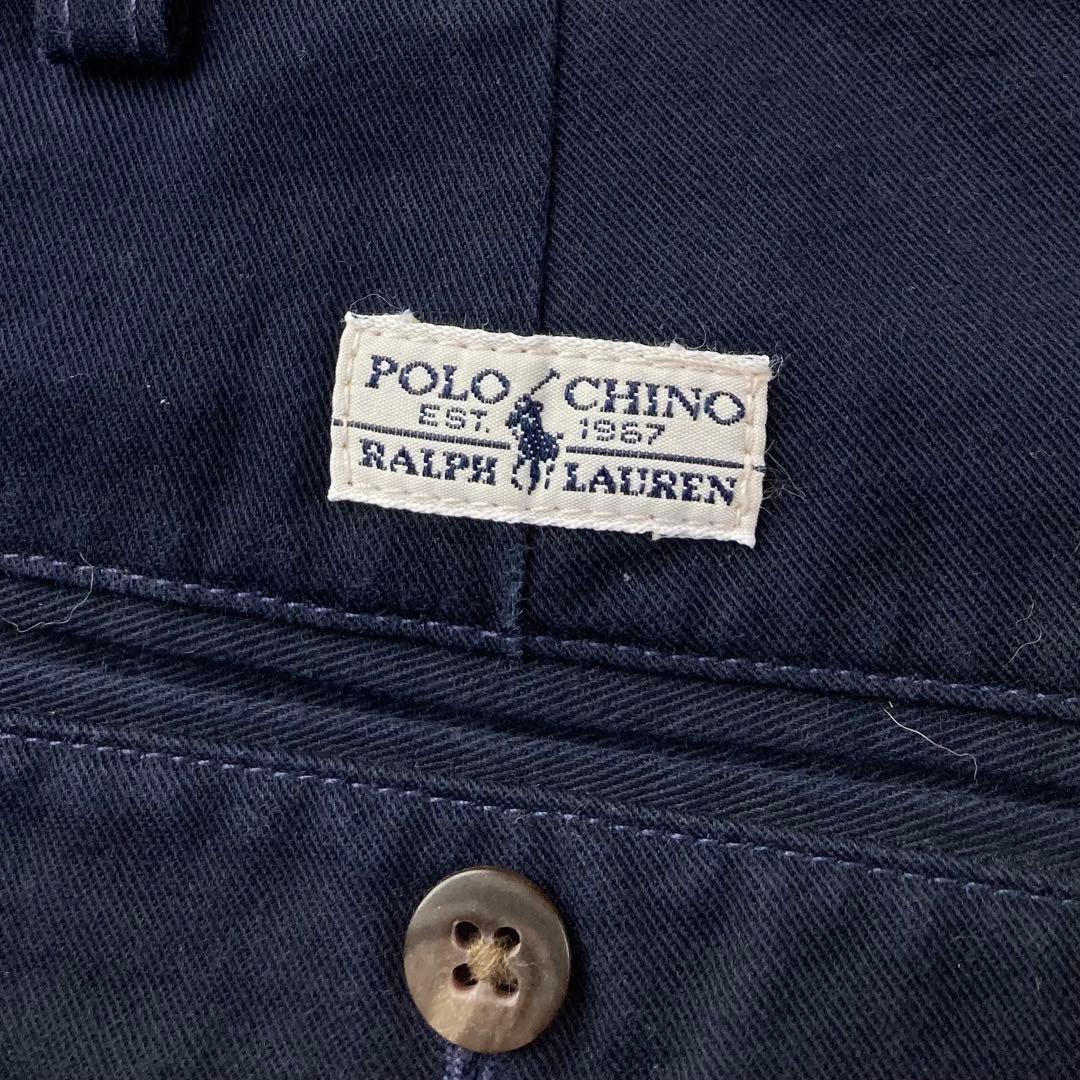 POLO CHINO
EST. 1967
RALPH LAUREN